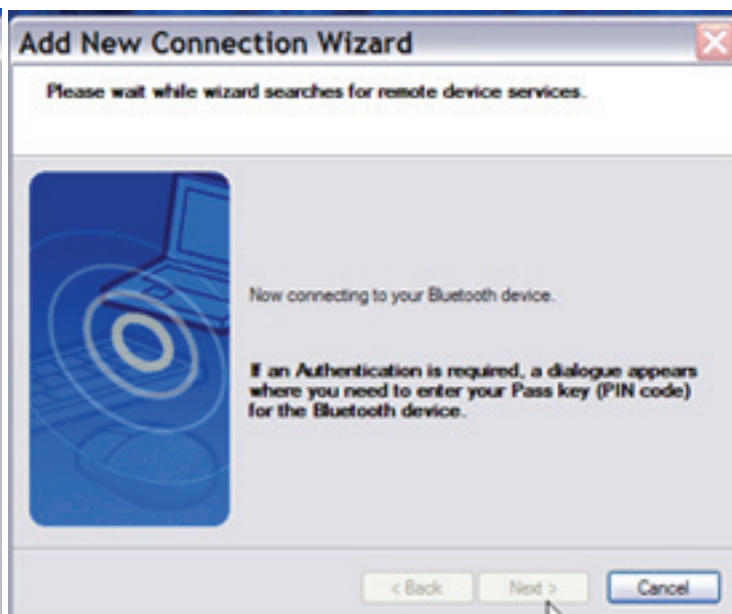 Add New Connection Wizard
Please wait while wizard searches for remote device services.
Now connecting to your Bluetooth device.
If an Authentication is required, a dialogue appears
where you need to enter your Pass key (PIN code)
for the Bluetooth device.
< Back Next > Cancel